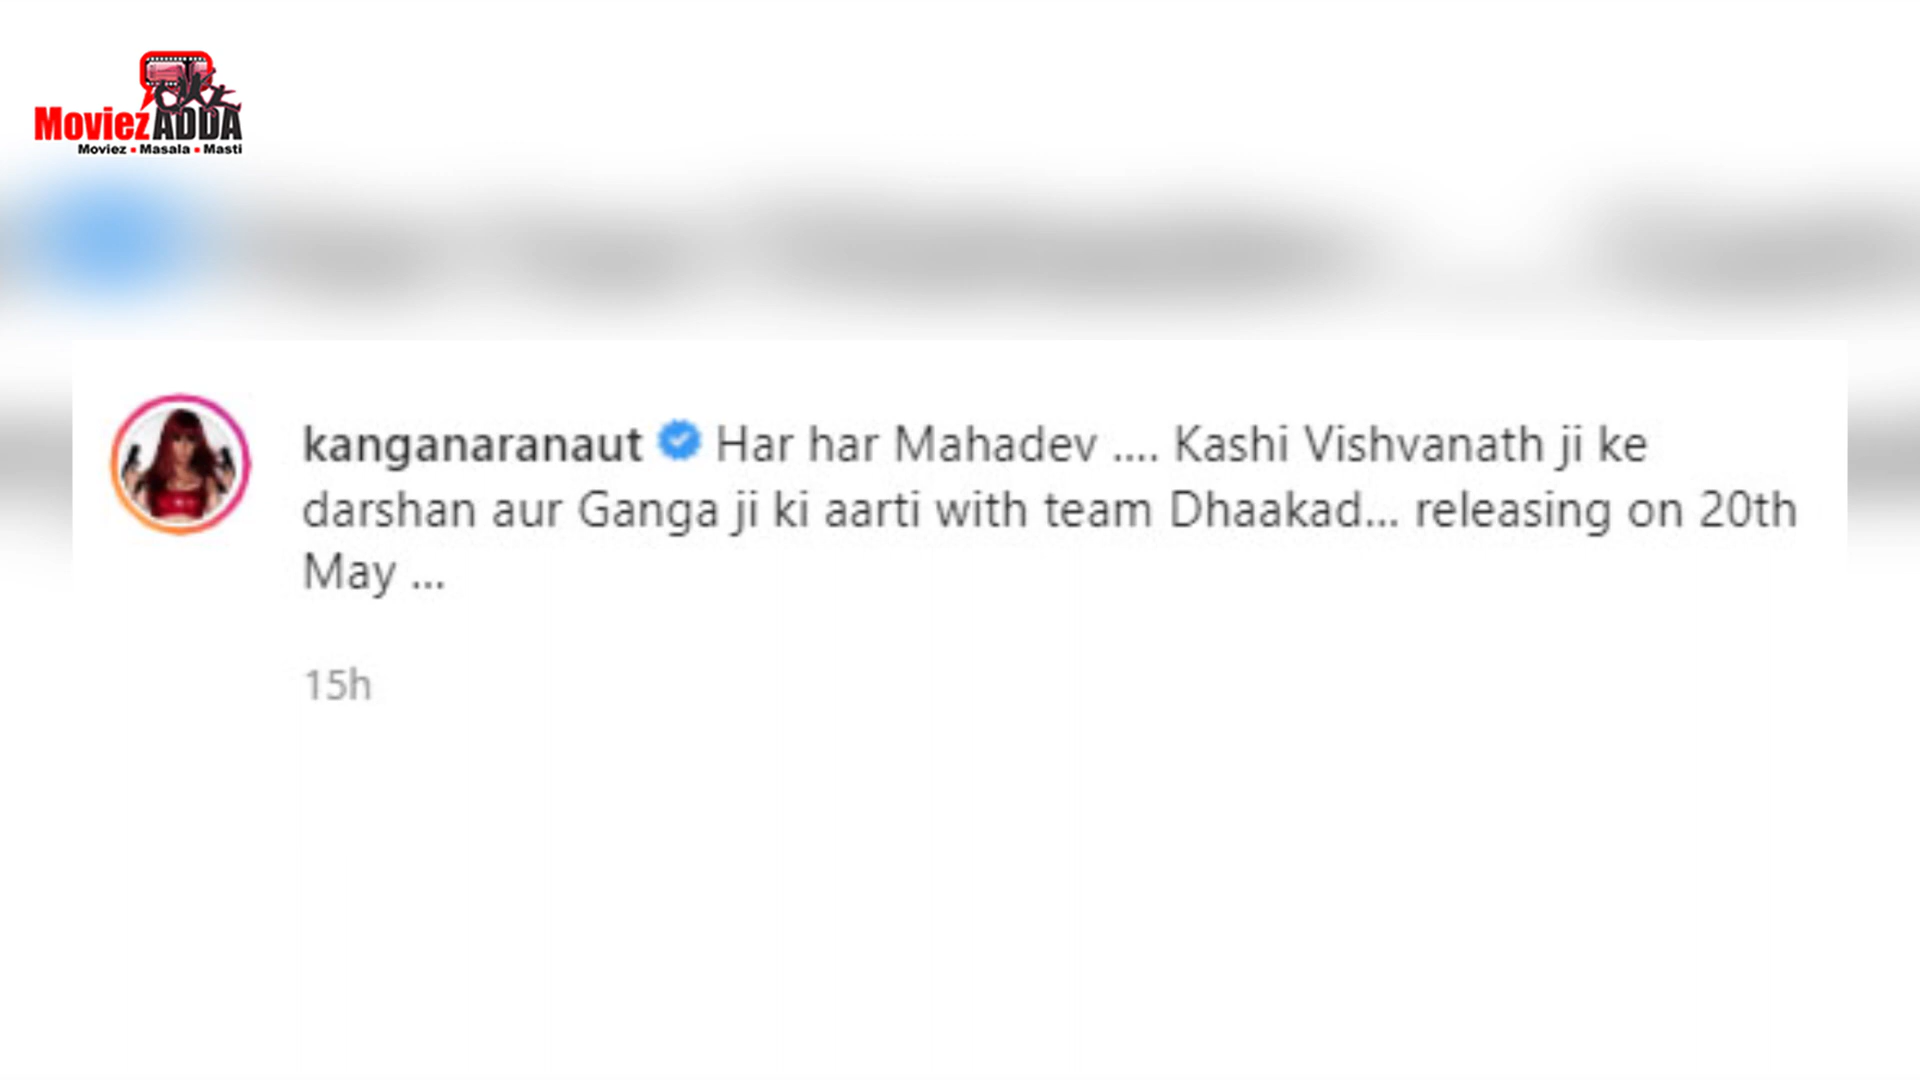 MoviezADDA
Moviez • Masala • Masti
kanganaranaut Har har Mahadev .... Kashi Vishvanath ji ke
darshan aur Ganga ji ki aarti with team Dhaakad... releasing on 20th
May ...
15h